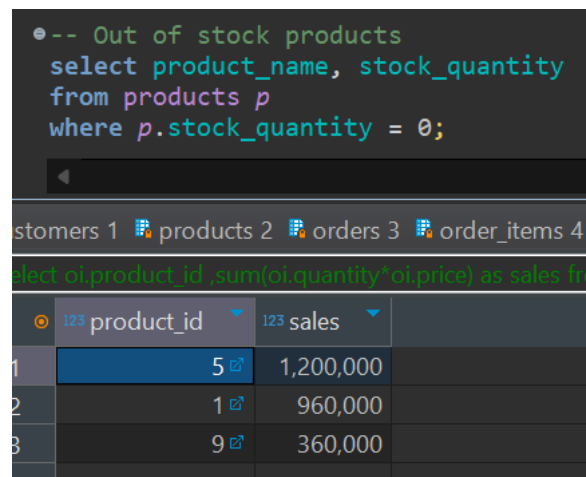 -- Out of stock products
select product_name, stock_quantity
from products p
where p.stock_quantity = 0;
stomers 1 products 2 orders 3 order_items 4
elect oi.product_id ,sum(oi.quantity*oi.price) as sales fr
123 product_id 123 sales
1 5 1,200,000
2 1 960,000
3 9 360,000